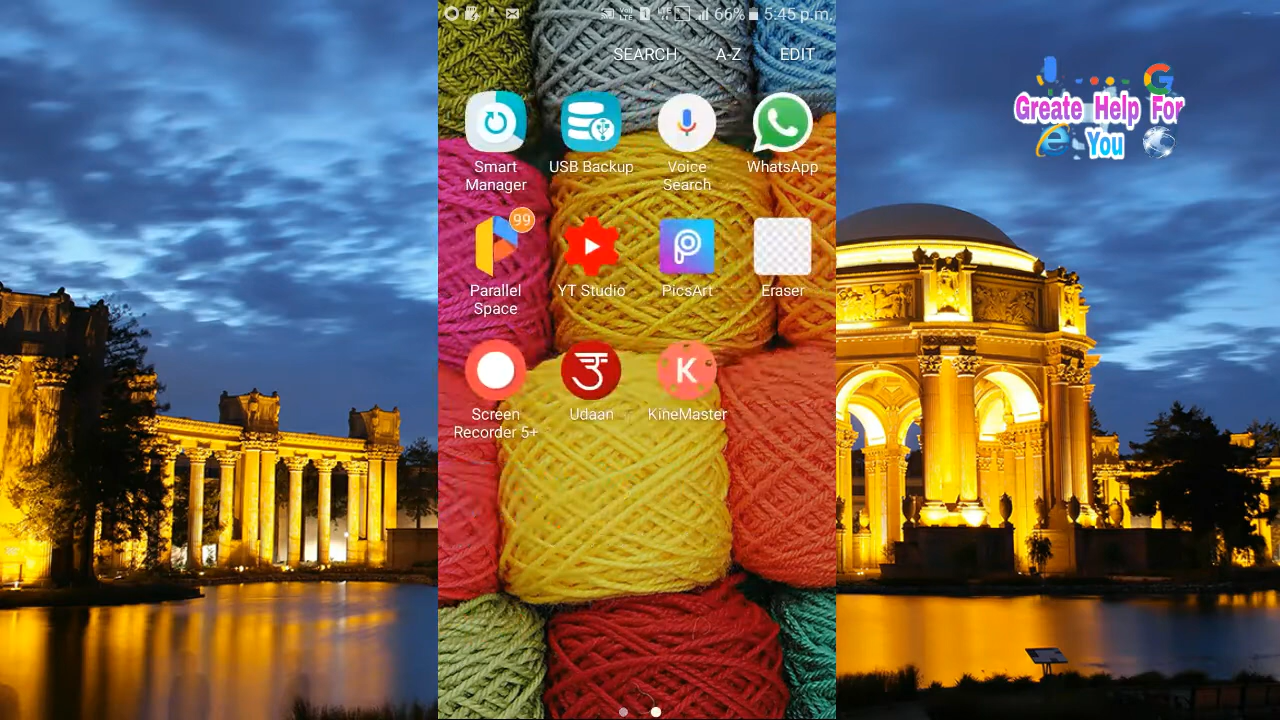 66% 5:45 p.m.
SEARCH A-Z EDIT
Smart Manager
USB Backup
Voice Search
WhatsApp
99
Parallel Space
YT Studio
PicsArt
Eraser
Screen Recorder 5+
उ
Udaan
K
KineMaster
G
Greate Help For
You